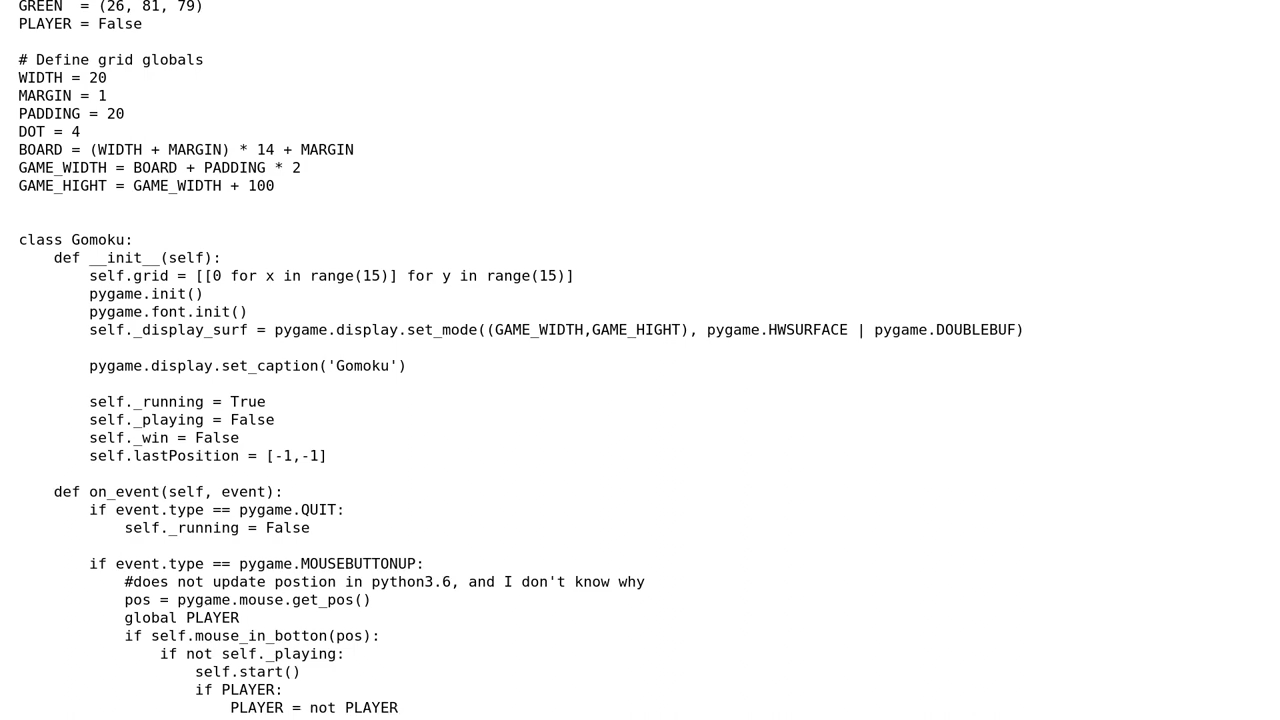 GREEN  = (26, 81, 79)
PLAYER = False

# Define grid globals
WIDTH = 20
MARGIN = 1
PADDING = 20
DOT = 4
BOARD = (WIDTH + MARGIN) * 14 + MARGIN
GAME_WIDTH = BOARD + PADDING * 2
GAME_HIGHT = GAME_WIDTH + 100


class Gomoku:
    def __init__(self):
        self.grid = [[0 for x in range(15)] for y in range(15)]
        pygame.init()
        pygame.font.init()
        self._display_surf = pygame.display.set_mode((GAME_WIDTH,GAME_HIGHT), pygame.HWSURFACE | pygame.DOUBLEBUF)

        pygame.display.set_caption('Gomoku')

        self._running = True
        self._playing = False
        self._win = False
        self.lastPosition = [-1,-1]

    def on_event(self, event):
        if event.type == pygame.QUIT:
            self._running = False

        if event.type == pygame.MOUSEBUTTONUP:
            #does not update postion in python3.6, and I don't know why
            pos = pygame.mouse.get_pos()
            global PLAYER
            if self.mouse_in_botton(pos):
                if not self._playing:
                    self.start()
                    if PLAYER:
                        PLAYER = not PLAYER